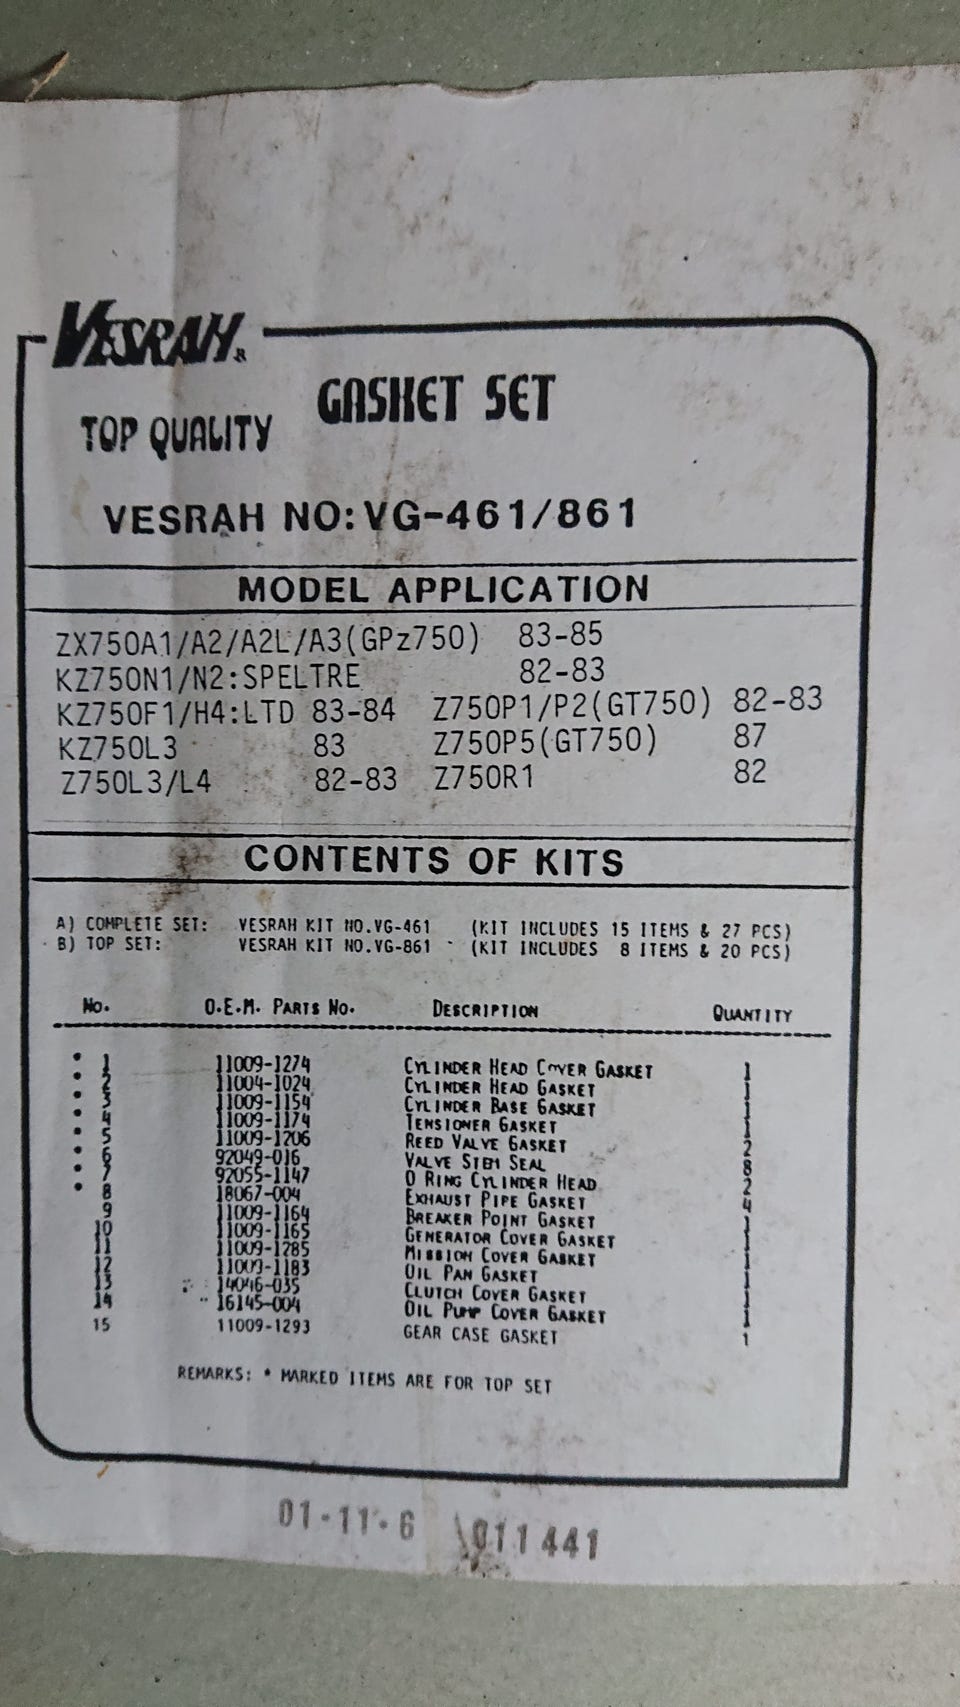 VESRAH®
GASKET SET
TOP QUALITY
VESRAH NO:VG-461/861
MODEL APPLICATION
ZX750A1/A2/A2L/A3(GPz750) 83-85
KZ750N1/N2:SPELTRE 82-83
KZ750F1/H4:LTD 83-84 Z750P1/P2(GT750) 82-83
KZ750L3 83 Z750P5(GT750) 87
Z750L3/L4 82-83 Z750R1 82
CONTENTS OF KITS
A) COMPLETE SET: VESRAH KIT NO.VG-461 (KIT INCLUDES 15 ITEMS & 27 PCS)
B) TOP SET: VESRAH KIT NO.VG-861 (KIT INCLUDES 8 ITEMS & 20 PCS)
No. O.E.M. PARTS NO. DESCRIPTION QUANTITY
• 1 11009-1274 CYLINDER HEAD COVER GASKET 1
• 2 11004-1024 CYLINDER HEAD GASKET 1
• 3 11009-1154 CYLINDER BASE GASKET 1
• 4 11009-1174 TENSIONER GASKET 1
• 5 11009-1206 REED VALVE GASKET 2
• 6 92049-016 VALVE STEM SEAL 8
• 7 92055-1147 O RING CYLINDER HEAD 2
• 8 18067-004 EXHAUST PIPE GASKET 4
9 11009-1164 BREAKER POINT GASKET 1
10 11009-1165 GENERATOR COVER GASKET 1
11 11009-1285 MISSION COVER GASKET 1
12 11009-1183 OIL PAN GASKET 1
13 14046-035 CLUTCH COVER GASKET 1
14 16145-004 OIL PUMP COVER GASKET 1
15 11009-1293 GEAR CASE GASKET 1
REMARKS: * MARKED ITEMS ARE FOR TOP SET
01-11-6 011441